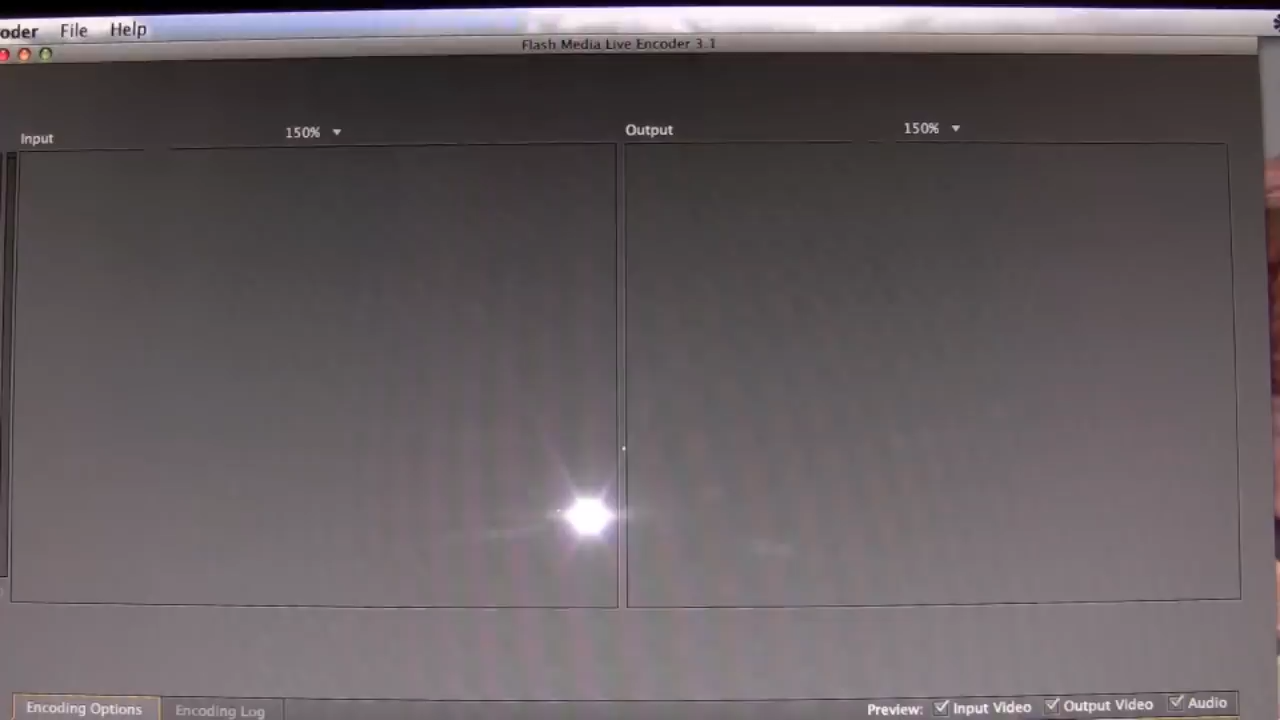 oder File Help
Flash Media Live Encoder 3.1
Input 150% Output 150%
Encoding Options Encoding Log Preview: Input Video Output Video Audio